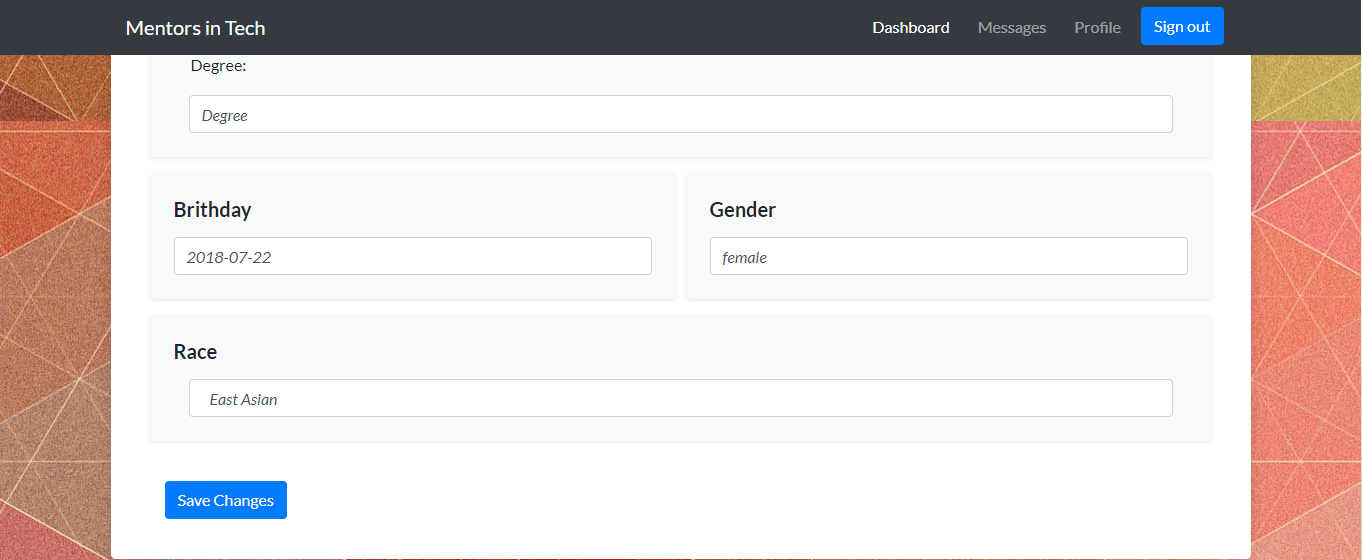 Mentors in Tech Dashboard Messages Profile Sign out
Degree:
Degree
Brithday Gender
2018-07-22 female
Race
East Asian
Save Changes